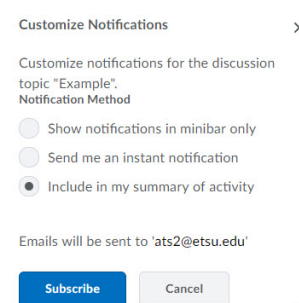 Customize Notifications
Customize notifications for the discussion
topic "Example".
Notification Method
Show notifications in minibar only
Send me an instant notification
Include in my summary of activity
Emails will be sent to 'ats2@etsu.edu'
Subscribe Cancel